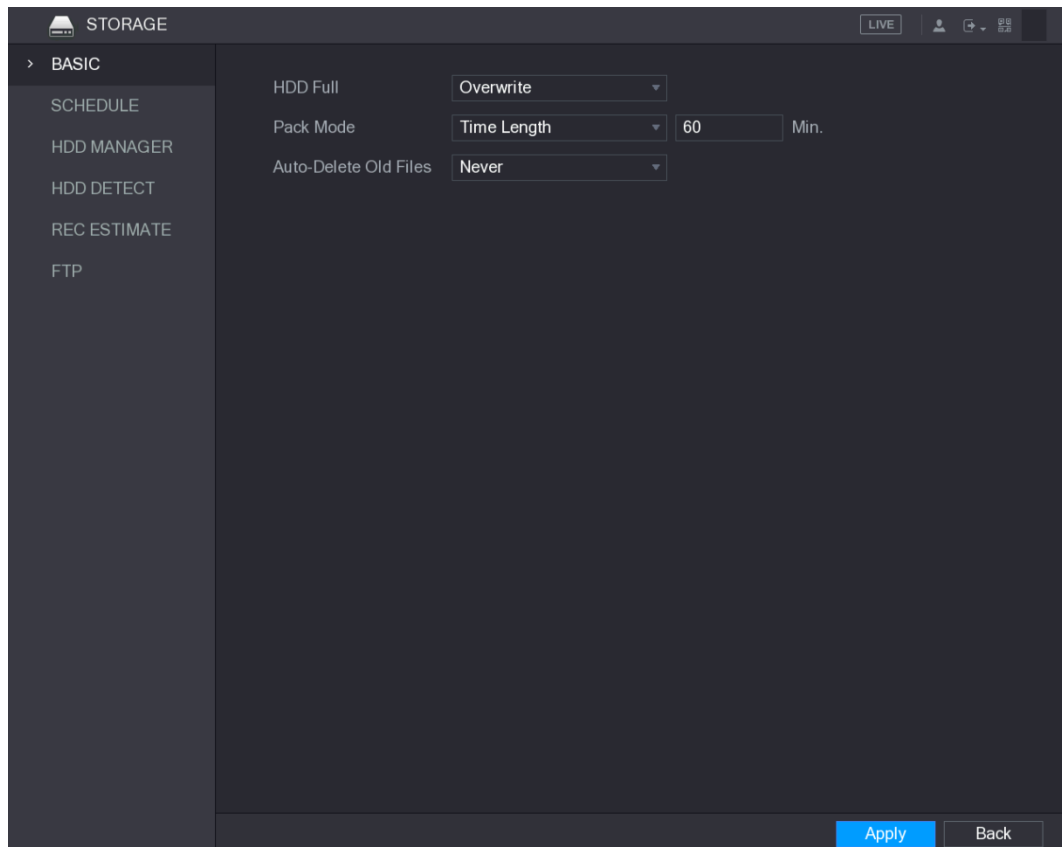 STORAGE
LIVE
BASIC
SCHEDULE
HDD MANAGER
HDD DETECT
REC ESTIMATE
FTP
HDD Full Overwrite
Pack Mode Time Length 60 Min.
Auto-Delete Old Files Never
Apply Back